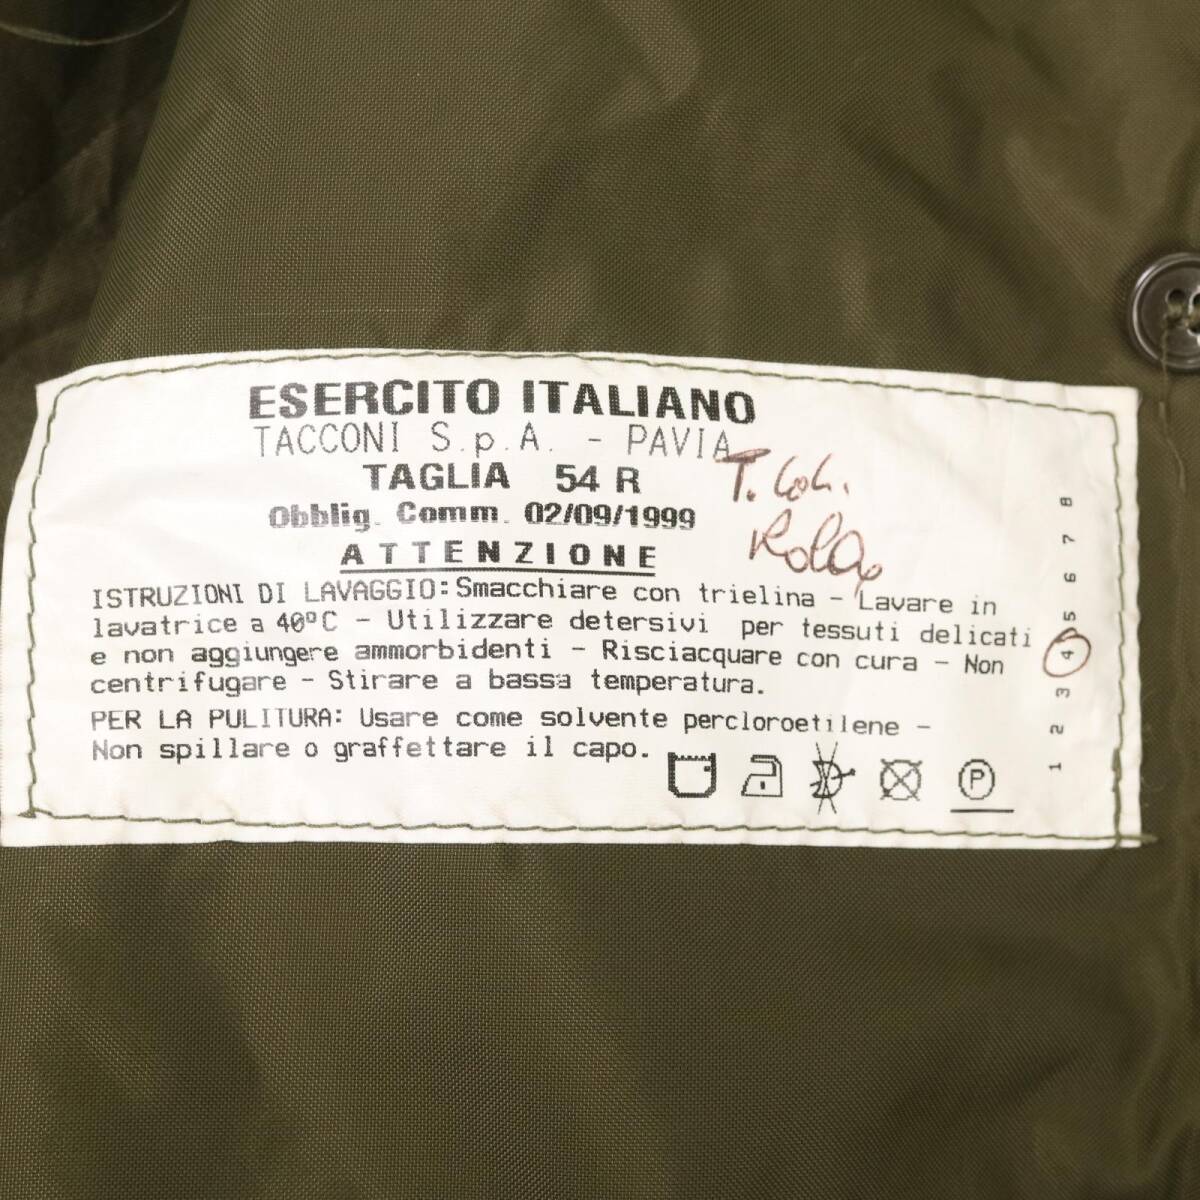 ESERCITO ITALIANO
TACCONI S.p.A. - PAVIA
TAGLIA 54 R
Obblig. Comm. 02/09/1999
ATTENZIONE
ISTRUZIONI DI LAVAGGIO: Smacchiare con trielina - Lavare in
lavatrice a 40ºC - Utilizzare detersivi per tessuti delicati
e non aggiungere ammorbidenti - Risciacquare con cura - Non
centrifugare - Stirare a bassa temperatura.
PER LA PULITURA: Usare come solvente percloroetilene -
Non spillare o graffettare il capo.
P
1 2 3 4 5 6 7 8